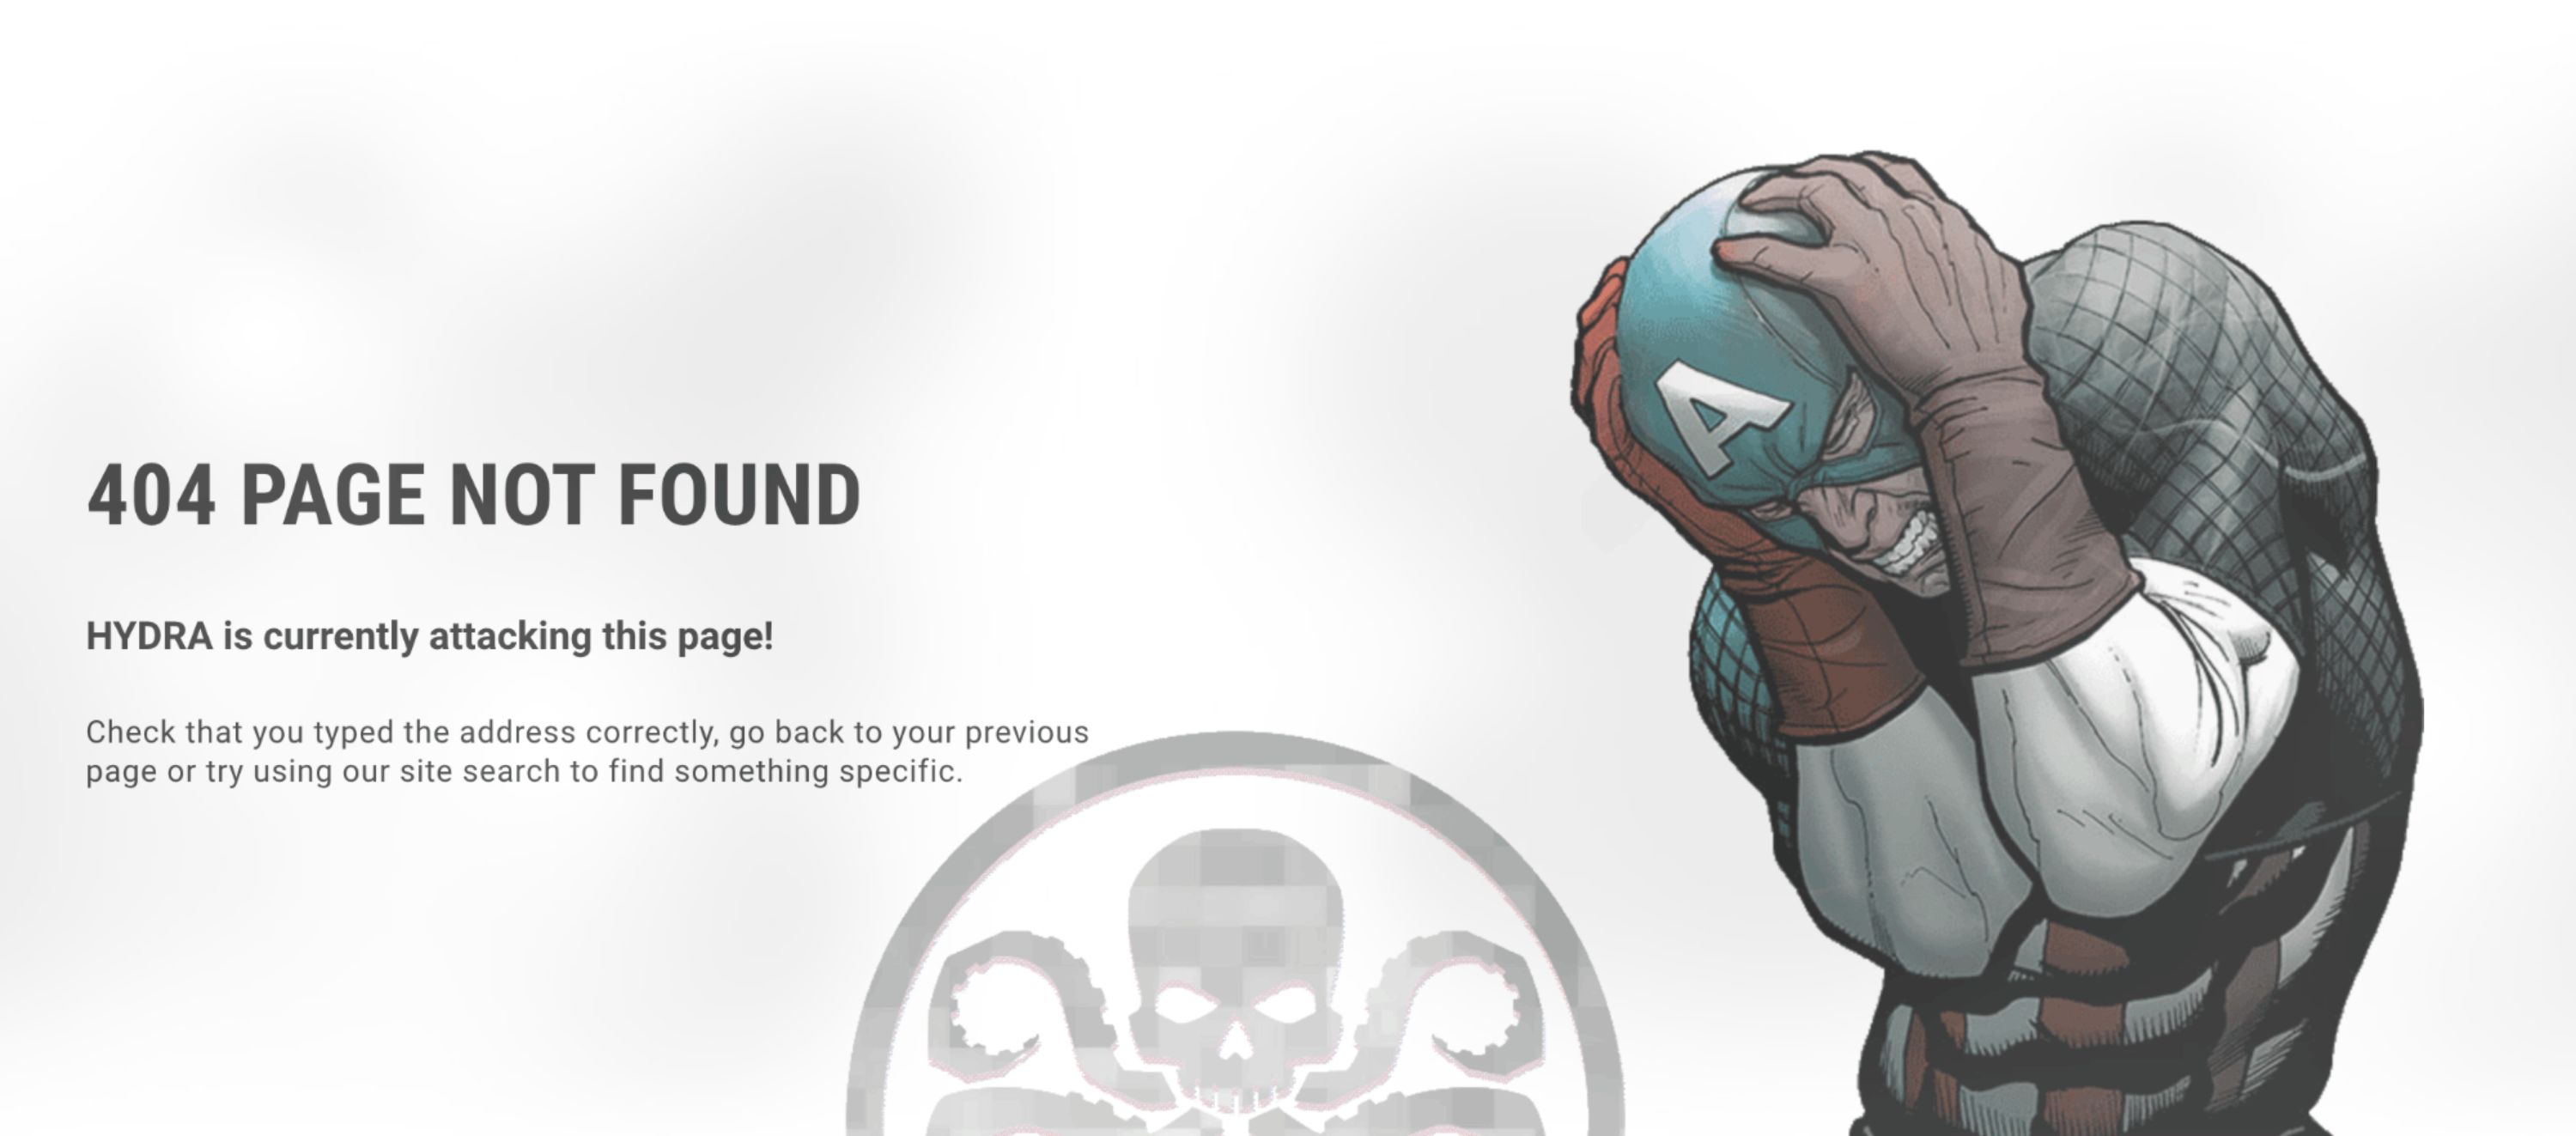 404 PAGE NOT FOUND
HYDRA is currently attacking this page!
Check that you typed the address correctly, go back to your previous
page or try using our site search to find something specific.
A